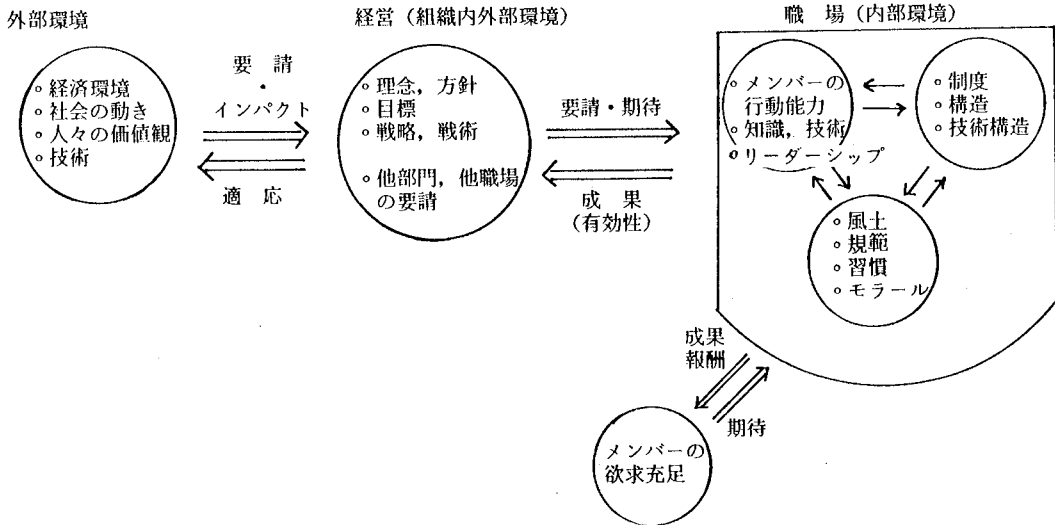 外部環境
経営(組織内外部環境)
職 場(内部環境)
∘ 経済環境
∘ 社会の動き
∘ 人々の価値観
∘ 技術
要 請
・
インパクト
適 応
∘ 理念,方針
∘ 目標
∘ 戦略,戦術
∘ 他部門,他職場
の要請
要請・期待
成 果
(有効性)
∘ メンバーの
行動能力
∘ 知識,技術
∘ リーダーシップ
∘ 制度
∘ 構造
∘ 技術構造
∘ 風土
∘ 規範
∘ 習慣
∘ モラール
成果
報酬
期待
メンバーの
欲求充足